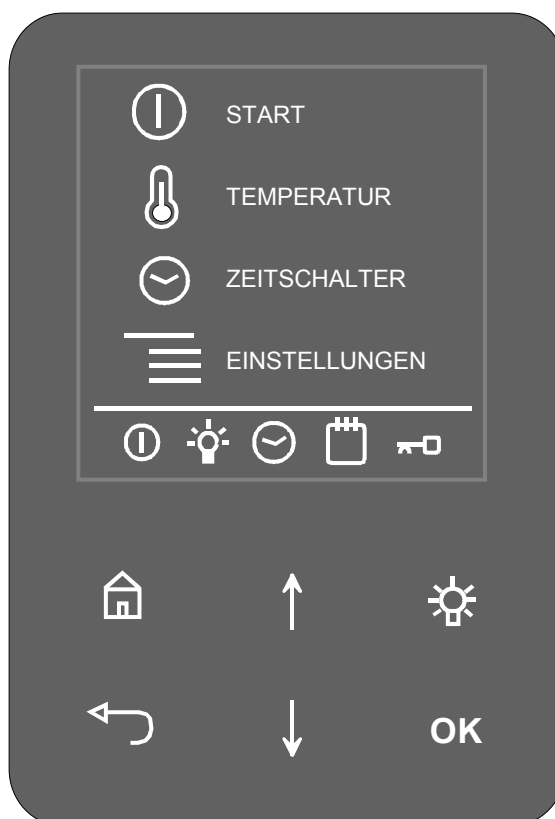 START
TEMPERATUR
ZEITSCHALTER
EINSTELLUNGEN
OK